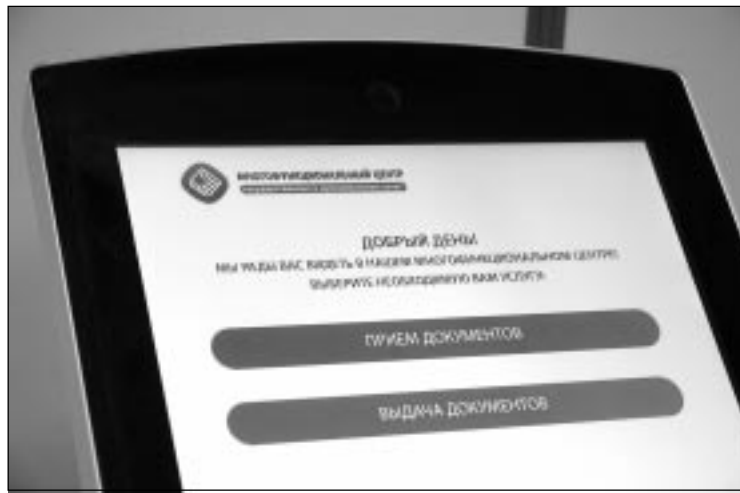 МНОГОФУНКЦИОНАЛЬНЫЙ ЦЕНТР
ДОБРЫЙ ДЕНЬ!
МЫ РАДЫ ВАС ВИДЕТЬ В НАШЕМ МНОГОФУНКЦИОНАЛЬНОМ ЦЕНТРЕ!
ВЫБЕРИТЕ НЕОБХОДИМУЮ ВАМ УСЛУГУ:
ПРИЕМ ДОКУМЕНТОВ
ВЫДАЧА ДОКУМЕНТОВ